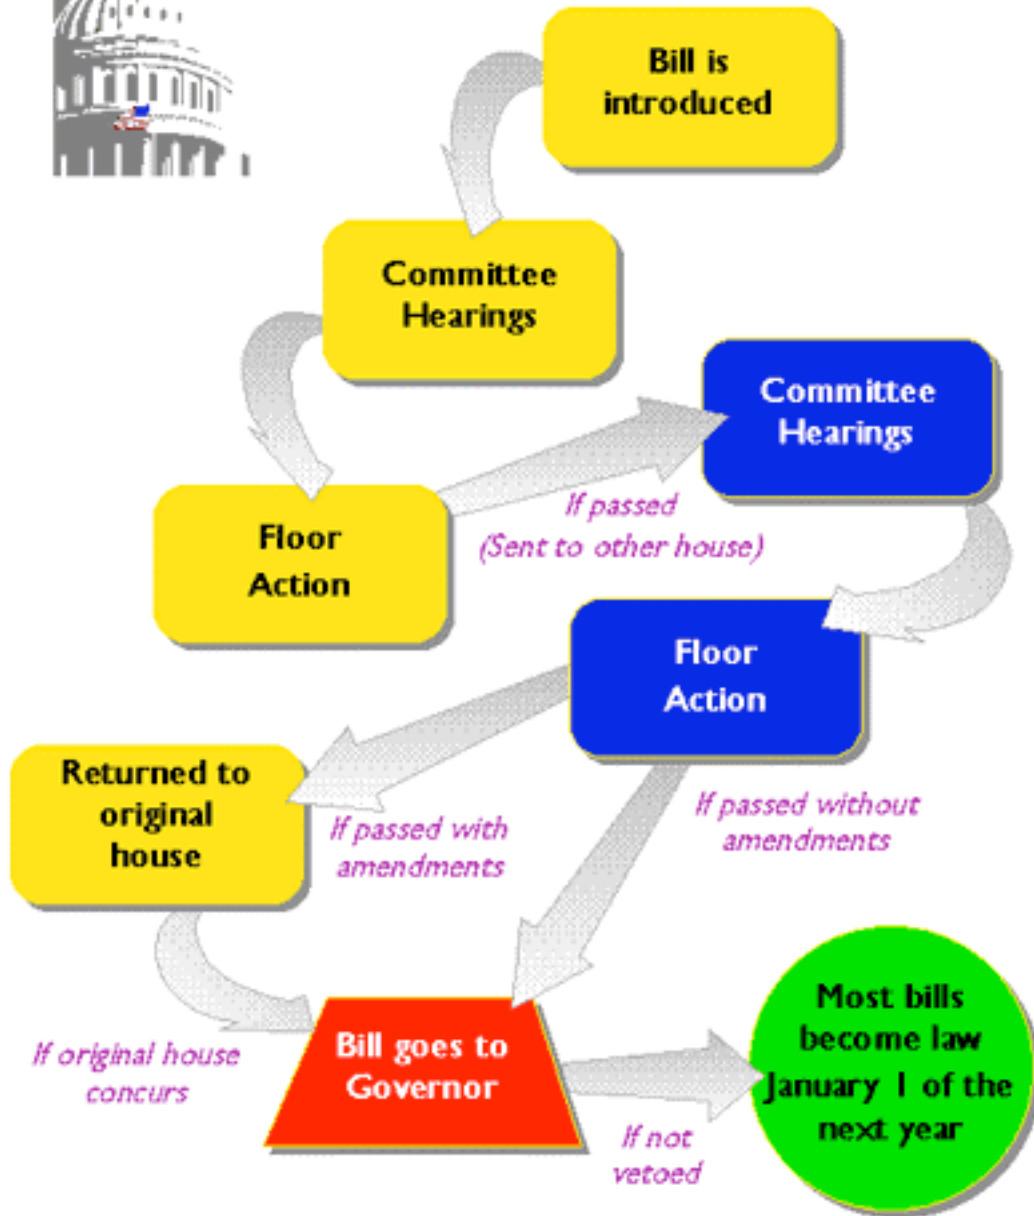 Bill is
introduced
Committee
Hearings
Committee
Hearings
If passed
(Sent to other house)
Floor
Action
Floor
Action
Returned to
original
house
If passed with
amendments
If passed without
amendments
If original house
concurs
Bill goes to
Governor
If not
vetoed
Most bills
become law
January 1 of the
next year